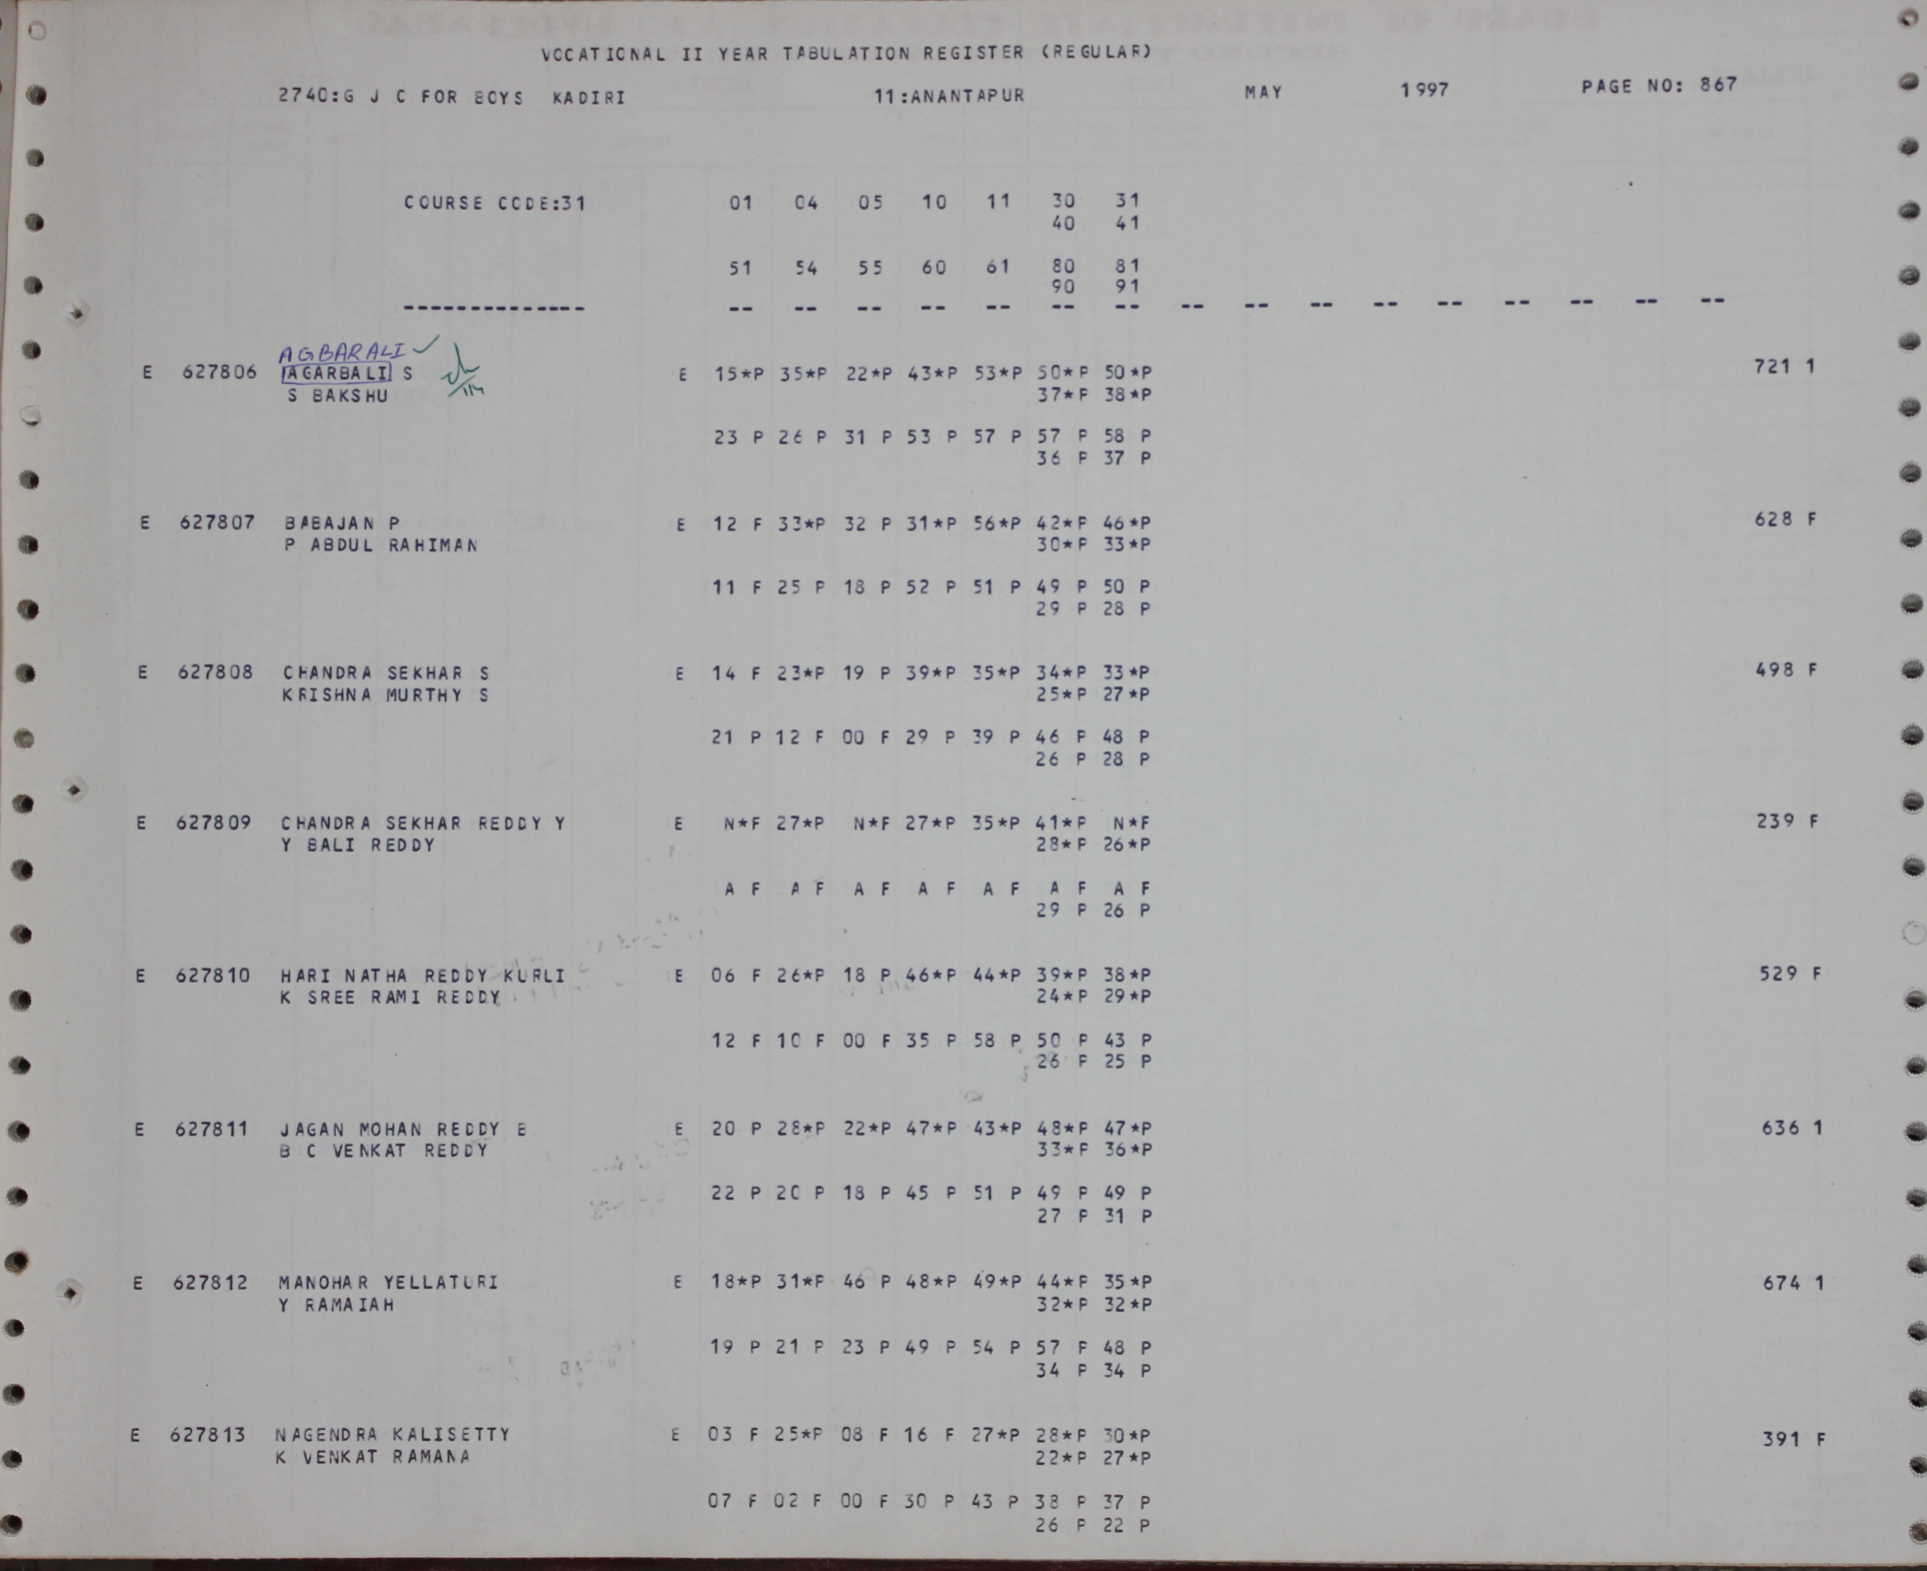 VOCATIONAL II YEAR TABULATION REGISTER (REGULAR)
2740:G J C FOR BOYS KADIRI 11:ANANTAPUR MAY 1997 PAGE NO: 867
COURSE CODE:31 01 04 05 10 11 30 31
40 41
51 54 55 60 61 80 81
90 91
-------------- -- -- -- -- -- -- -- -- -- -- -- -- -- -- -- --
AGBARALI
E 627806 AGARBALI S E 15*P 35*P 22*P 43*P 53*P 50*P 50*P 721 1
S BAKSHU 37*P 38*P
23 P 26 P 31 P 53 P 57 P 57 P 58 P
36 P 37 P
E 627807 BABAJAN P E 12 F 33*P 32 P 31*P 56*P 42*P 46*P 628 F
P ABDUL RAHIMAN 30*P 33*P
11 F 25 P 18 P 52 P 51 P 49 P 50 P
29 P 28 P
E 627808 CHANDRA SEKHAR S E 14 F 23*P 19 P 39*P 35*P 34*P 33*P 498 F
KRISHNA MURTHY S 25*P 27*P
21 P 12 F 00 F 29 P 39 P 46 P 48 P
26 P 28 P
E 627809 CHANDRA SEKHAR REDDY Y E N*F 27*P N*F 27*P 35*P 41*P N*F 239 F
Y BALI REDDY 28*P 26*P
A F A F A F A F A F A F A F
29 P 26 P
E 627810 HARI NATHA REDDY KURLI E 06 F 26*P 18 P 46*P 44*P 39*P 38*P 529 F
K SREE RAMI REDDY 24*P 29*P
12 F 10 F 00 F 35 P 58 P 50 P 43 P
26 P 25 P
E 627811 JAGAN MOHAN REDDY B E 20 P 28*P 22*P 47*P 43*P 48*P 47*P 636 1
B C VENKAT REDDY 33*P 36*P
22 P 20 P 18 P 45 P 51 P 49 P 49 P
27 P 31 P
E 627812 MANOHAR YELLATURI E 18*P 31*P 46 P 48*P 49*P 44*P 35*P 674 1
Y RAMAIAH 32*P 32*P
19 P 21 P 23 P 49 P 54 P 57 P 48 P
34 P 34 P
E 627813 NAGENDRA KALISETTY E 03 F 25*P 08 F 16 F 27*P 28*P 30*P 391 F
K VENKAT RAMANA 22*P 27*P
07 F 02 F 00 F 30 P 43 P 38 P 37 P
26 P 22 P